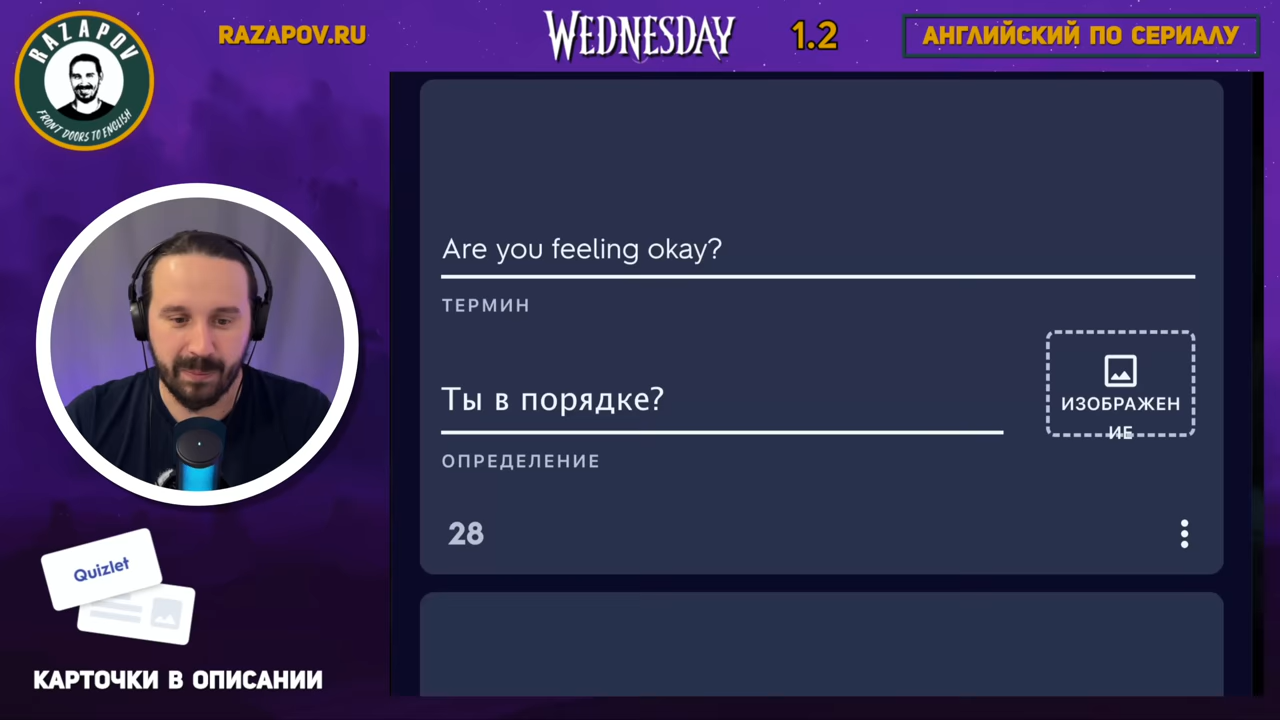 RAZAPOV
FRONT DOORS TO ENGLISH
RAZAPOV.RU
WEDNESDAY
1.2
АНГЛИЙСКИЙ ПО СЕРИАЛУ
Are you feeling okay?
ТЕРМИН
Ты в порядке?
ИЗОБРАЖЕН
ИЕ
ОПРЕДЕЛЕНИЕ
28
Quizlet
КАРТОЧКИ В ОПИСАНИИ